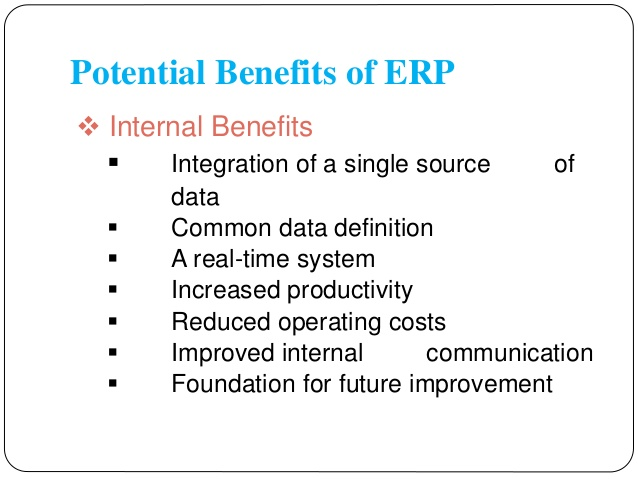 Potential Benefits of ERP
Internal Benefits
Integration of a single source of
data
Common data definition
A real-time system
Increased productivity
Reduced operating costs
Improved internal communication
Foundation for future improvement